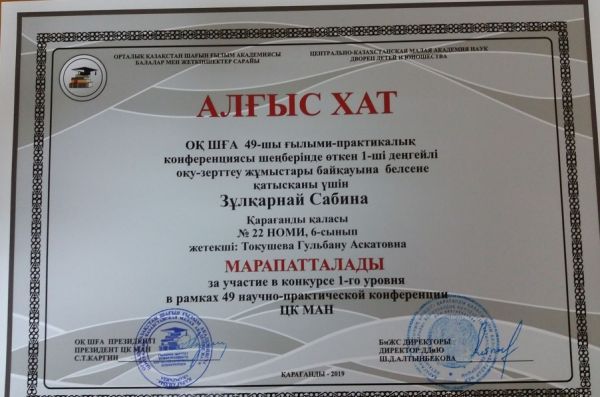 ОРТАЛЫҚ ҚАЗАҚСТАН ШАҒЫН ҒЫЛЫМ АКАДЕМИЯСЫ
БАЛАЛАР МЕН ЖЕТКІНШЕКТЕР САРАЙЫ
ЦЕНТРАЛЬНО-КАЗАХСТАНСКАЯ МАЛАЯ АКАДЕМИЯ НАУК
ДВОРЕЦ ДЕТЕЙ И ЮНОШЕСТВА
АЛҒЫС ХАТ
ОҚ ШҒА 49-шы ғылыми-практикалық
конференциясы шеңберінде өткен 1-ші деңгейлі
оқу-зерттеу жұмыстары байқауына белсене
қатысқаны үшін
Зұлқарнай Сабина
Қарағанды қаласы
№ 22 НОМИ, 6-сынып
жетекші: Токушева Гульбану Аскатовна
МАРАПАТТАЛАДЫ
за участие в конкурсе 1-го уровня
в рамках 49 научно-практической конференции
ЦК МАН
ОҚ ШҒА ПРЕЗИДЕНТІ
ПРЕЗИДЕНТ ЦК МАН
С.Т.КАРГИН
БжЖС ДИРЕКТОРЫ
ДИРЕКТОР ДДиЮ
Ш.Д.АЛТЫНБЕКОВА
ҚАРАҒАНДЫ - 2019